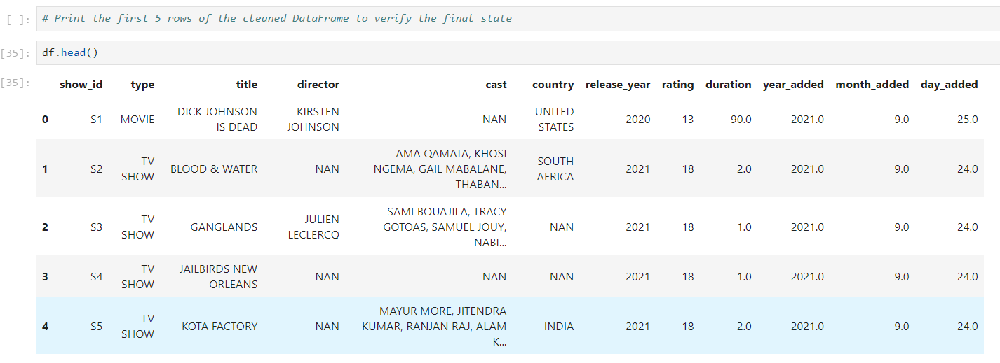 [ ]: # Print the first 5 rows of the cleaned DataFrame to verify the final state
[35]: df.head()
[35]: show_id type title director cast country release_year rating duration year_added month_added day_added
0 S1 MOVIE DICK JOHNSON IS DEAD KIRSTEN JOHNSON NAN UNITED STATES 2020 13 90.0 2021.0 9.0 25.0
1 S2 TV SHOW BLOOD & WATER NAN AMA QAMATA, KHOSI NGEMA, GAIL MABALANE, THABAN... SOUTH AFRICA 2021 18 2.0 2021.0 9.0 24.0
2 S3 TV SHOW GANGLANDS JULIEN LECLERCQ SAMI BOUAJILA, TRACY GOTOAS, SAMUEL JOUY, NABI... NAN 2021 18 1.0 2021.0 9.0 24.0
3 S4 TV SHOW JAILBIRDS NEW ORLEANS NAN NAN NAN 2021 18 1.0 2021.0 9.0 24.0
4 S5 TV SHOW KOTA FACTORY NAN MAYUR MORE, JITENDRA KUMAR, RANJAN RAJ, ALAM K... INDIA 2021 18 2.0 2021.0 9.0 24.0